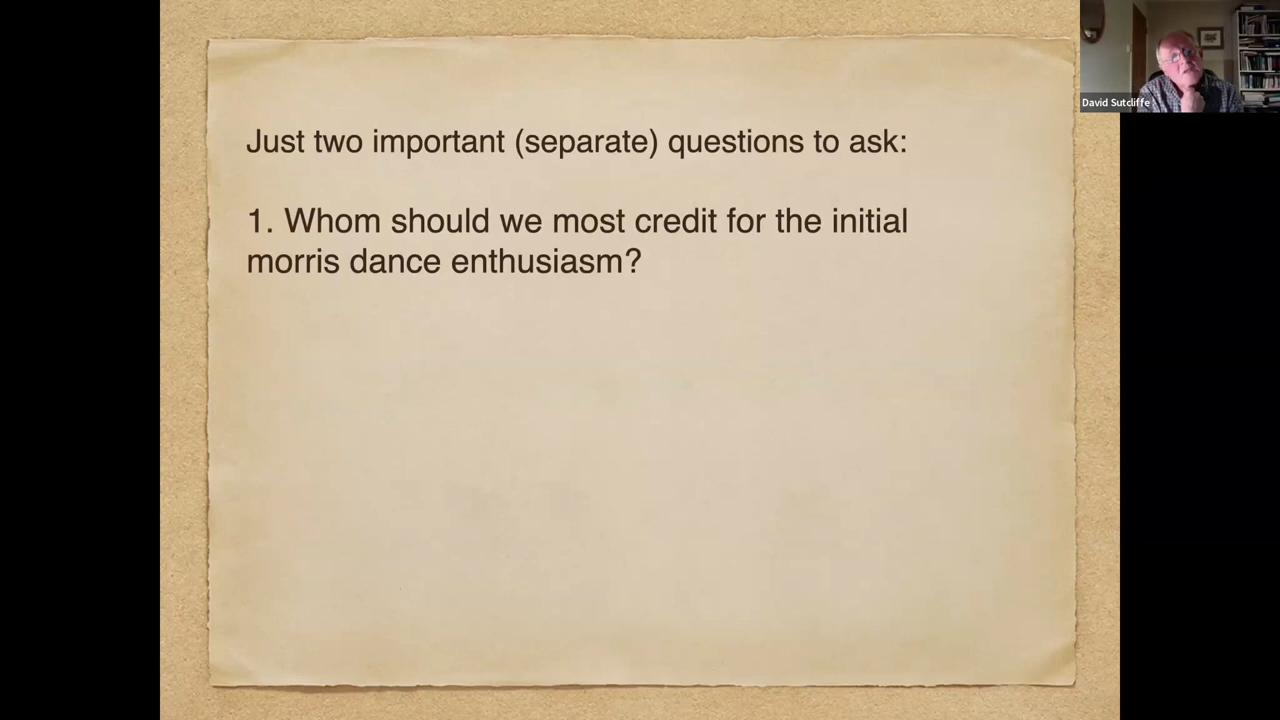 Just two important (separate) questions to ask:
1. Whom should we most credit for the initial
morris dance enthusiasm?
David Sutcliffe